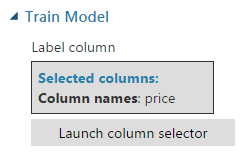 Train Model
Label column
Selected columns:
Column names: price
Launch column selector